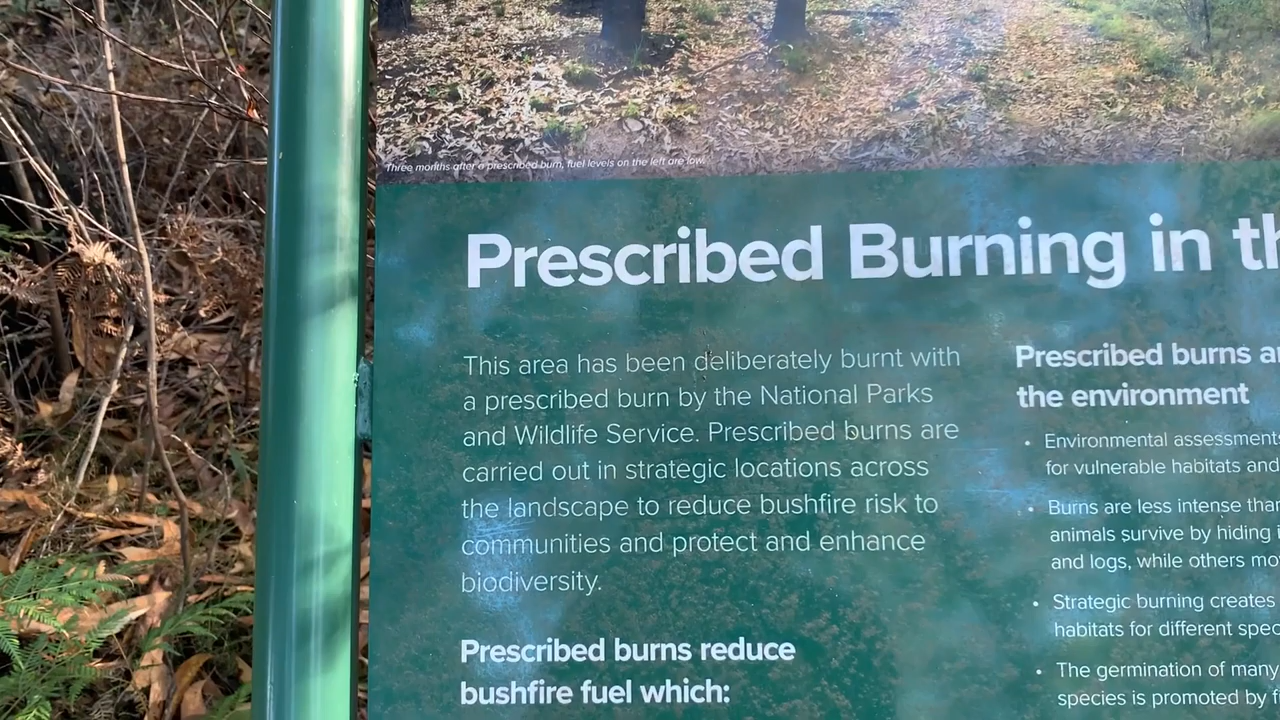 Three months after a prescribed burn, fuel levels on the left are low.
Prescribed Burning in
This area has been deliberately burnt with
a prescribed burn by the National Parks
and Wildlife Service. Prescribed burns are
carried out in strategic locations across
the landscape to reduce bushfire risk to
communities and protect and enhance
biodiversity.
Prescribed burns reduce
bushfire fuel which:
Prescribed burns
the environment
• Environmental assessments
for vulnerable habitats and
• Burns are less intense than
animals survive by hiding
and logs, while others
• Strategic burning creates
habitats for different
• The germination of many
species is promoted by